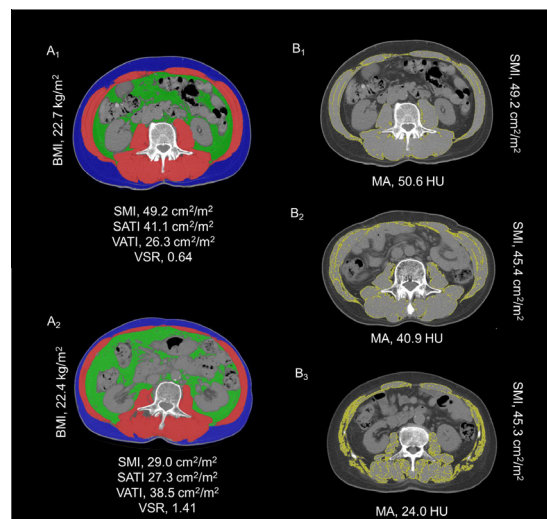 A1
BMI, 22.7 kg/m²
SMI, 49.2 cm²/m²
SATI 41.1 cm²/m²
VATI, 26.3 cm²/m²
VSR, 0.64
A2
BMI, 22.4 kg/m²
SMI, 29.0 cm²/m²
SATI 27.3 cm²/m²
VATI, 38.5 cm²/m²
VSR, 1.41
B1
SMI, 49.2 cm²/m²
MA, 50.6 HU
B2
SMI, 45.4 cm²/m²
MA, 40.9 HU
B3
SMI, 45.3 cm²/m²
MA, 24.0 HU